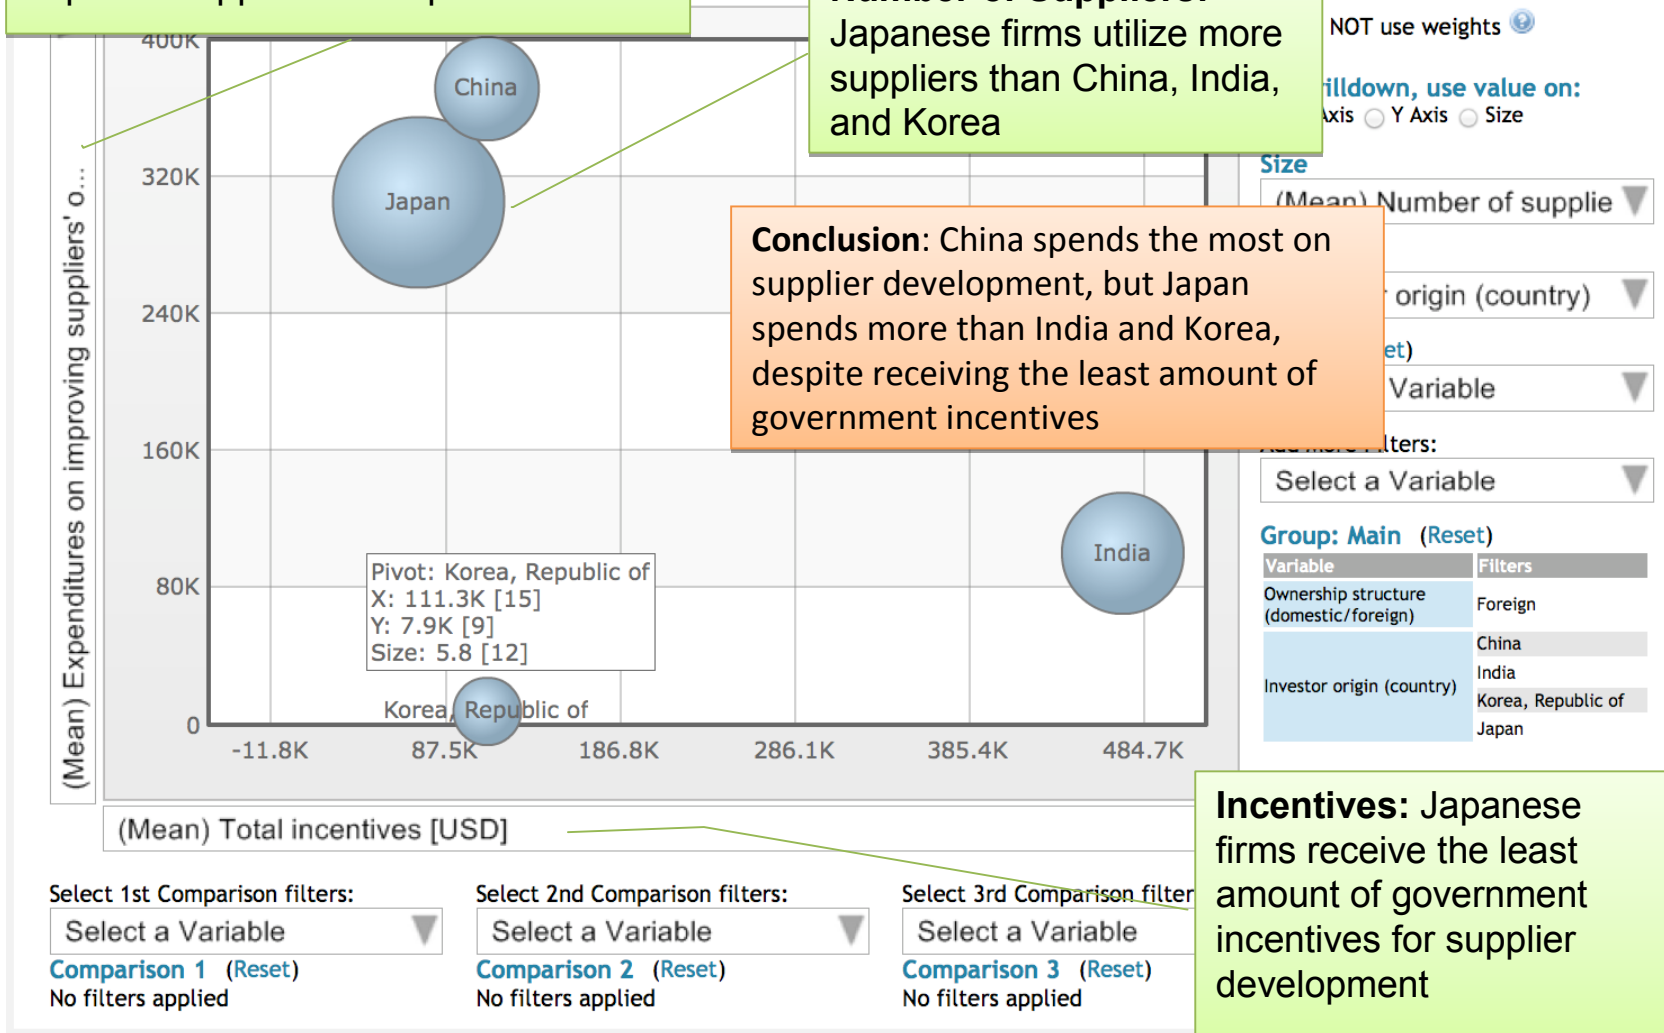 Number of Suppliers:
Japanese firms utilize more
suppliers than China, India,
and Korea
NOT use weights
illdown, use value on:
Axis Y Axis Size
Size
(Mean) Number of supplie
origin (country)
et)
Variable
Add more Filters:
Select a Variable
Group: Main (Reset)
Variable Filters
Ownership structure
(domestic/foreign)
Foreign
Investor origin (country)
China
India
Korea, Republic of
Japan
Conclusion: China spends the most on
supplier development, but Japan
spends more than India and Korea,
despite receiving the least amount of
government incentives
(Mean) Expenditures on improving suppliers' o...
400K
320K
240K
160K
80K
0
China
Japan
India
Pivot: Korea, Republic of
X: 111.3K [15]
Y: 7.9K [9]
Size: 5.8 [12]
Korea, Republic of
-11.8K 87.5K 186.8K 286.1K 385.4K 484.7K
(Mean) Total incentives [USD]
Incentives: Japanese
firms receive the least
amount of government
incentives for supplier
development
Select 1st Comparison filters:
Select a Variable
Comparison 1 (Reset)
No filters applied
Select 2nd Comparison filters:
Select a Variable
Comparison 2 (Reset)
No filters applied
Select 3rd Comparison filter
Select a Variable
Comparison 3 (Reset)
No filters applied